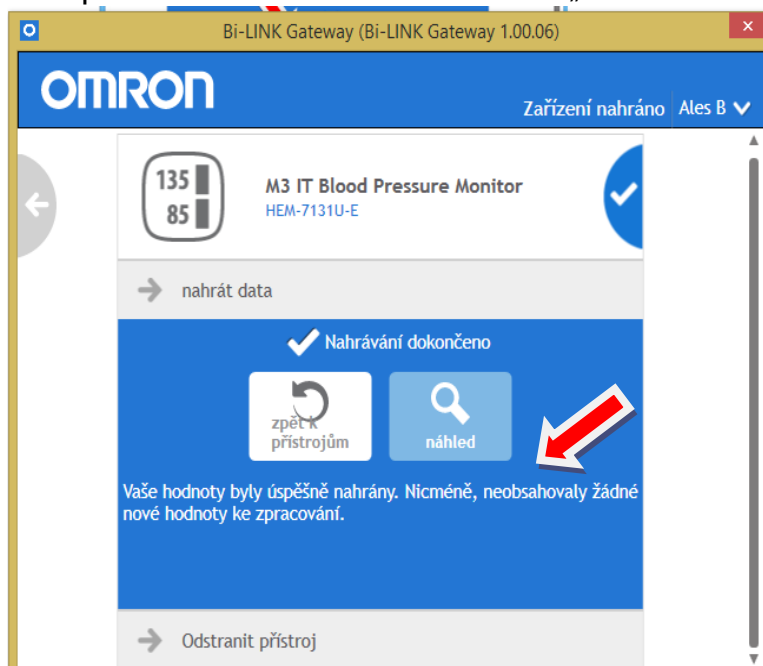 Bi-LINK Gateway (Bi-LINK Gateway 1.00.06)
OMRON
Zařízení nahráno Ales B
135
85
M3 IT Blood Pressure Monitor
HEM-7131U-E
nahrát data
Nahrávání dokončeno
zpět k
přístrojům
náhled
Vaše hodnoty byly úspěšně nahrány. Nicméně, neobsahovaly žádné
nové hodnoty ke zpracování.
Odstranit přístroj